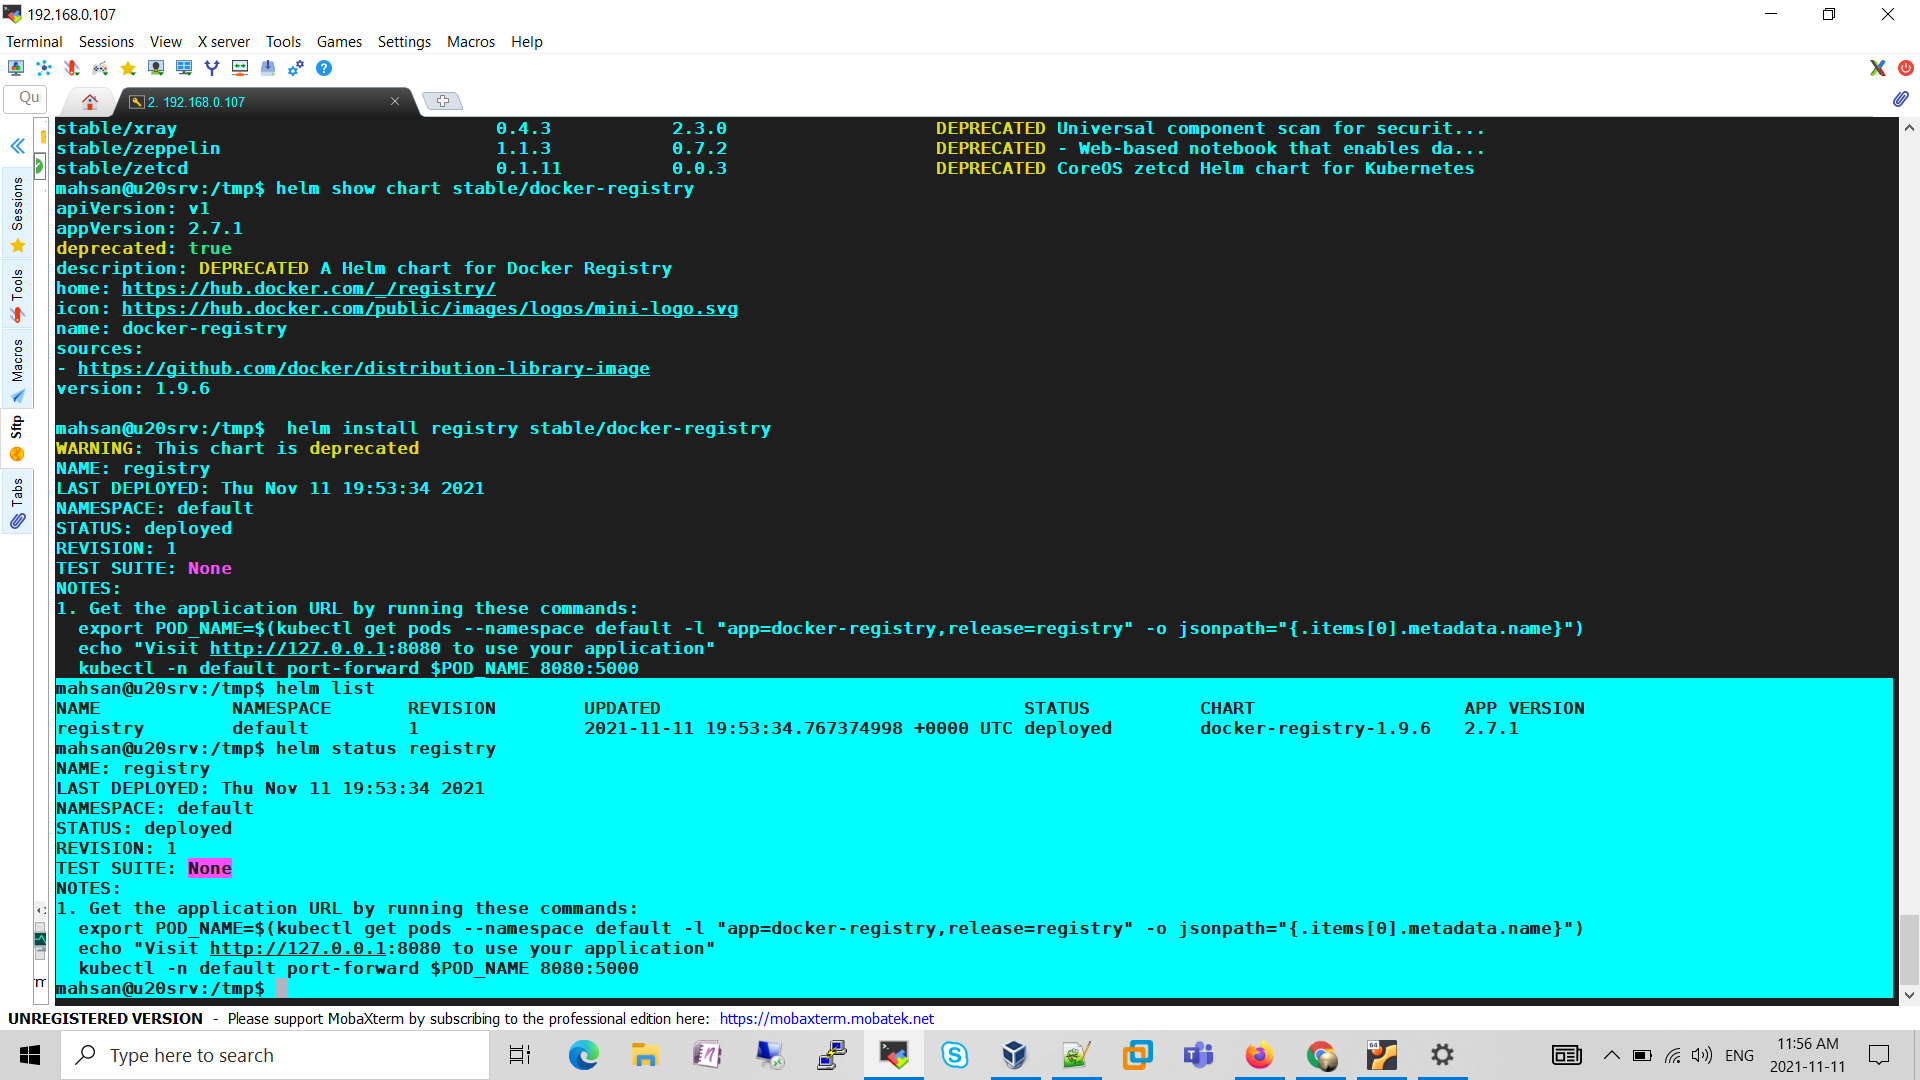 192.168.0.107
Terminal Sessions View X server Tools Games Settings Macros Help
Qu
2. 192.168.0.107
Sessions
Tools
Macros
Sftp
Tabs
stable/xray 0.4.3 2.3.0 DEPRECATED Universal component scan for securit...
stable/zeppelin 1.1.3 0.7.2 DEPRECATED - Web-based notebook that enables da...
stable/zetcd 0.1.11 0.0.3 DEPRECATED CoreOS zetcd Helm chart for Kubernetes
mahsan@u20srv:/tmp$ helm show chart stable/docker-registry
apiVersion: v1
appVersion: 2.7.1
deprecated: true
description: DEPRECATED A Helm chart for Docker Registry
home: https://hub.docker.com/_/registry/
icon: https://hub.docker.com/public/images/logos/mini-logo.svg
name: docker-registry
sources:
- https://github.com/docker/distribution-library-image
version: 1.9.6
mahsan@u20srv:/tmp$  helm install registry stable/docker-registry
WARNING: This chart is deprecated
NAME: registry
LAST DEPLOYED: Thu Nov 11 19:53:34 2021
NAMESPACE: default
STATUS: deployed
REVISION: 1
TEST SUITE: None
NOTES:
1. Get the application URL by running these commands:
  export POD_NAME=$(kubectl get pods --namespace default -l "app=docker-registry,release=registry" -o jsonpath="{.items[0].metadata.name}")
  echo "Visit http://127.0.0.1:8080 to use your application"
  kubectl -n default port-forward $POD_NAME 8080:5000
mahsan@u20srv:/tmp$ helm list
NAME NAMESPACE REVISION UPDATED STATUS CHART APP VERSION
registry default 1 2021-11-11 19:53:34.767374998 +0000 UTC deployed docker-registry-1.9.6 2.7.1
mahsan@u20srv:/tmp$ helm status registry
NAME: registry
LAST DEPLOYED: Thu Nov 11 19:53:34 2021
NAMESPACE: default
STATUS: deployed
REVISION: 1
TEST SUITE: None
NOTES:
1. Get the application URL by running these commands:
  export POD_NAME=$(kubectl get pods --namespace default -l "app=docker-registry,release=registry" -o jsonpath="{.items[0].metadata.name}")
  echo "Visit http://127.0.0.1:8080 to use your application"
  kubectl -n default port-forward $POD_NAME 8080:5000
mahsan@u20srv:/tmp$
UNREGISTERED VERSION - Please support MobaXterm by subscribing to the professional edition here: https://mobaxterm.mobatek.net
Type here to search
ENG
11:56 AM
2021-11-11